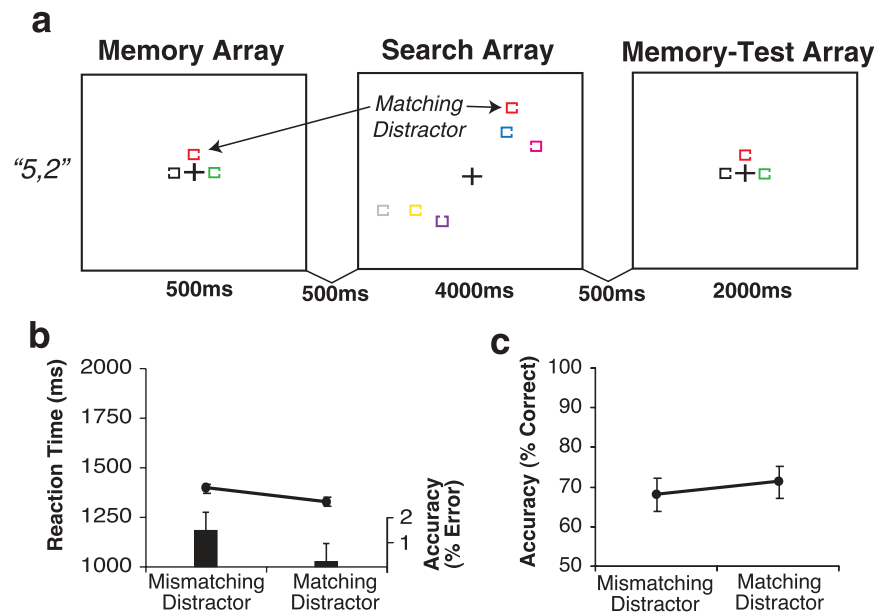 a
Memory Array
Search Array
Memory-Test Array
Matching
Distractor
“5,2”
500ms
500ms
4000ms
500ms
2000ms
b
Reaction Time (ms)
2000
1750
1500
1250
1000
2
1
Accuracy
(% Error)
Mismatching
Distractor
Matching
Distractor
c
Accuracy (% Correct)
100
90
80
70
60
50
Mismatching
Distractor
Matching
Distractor